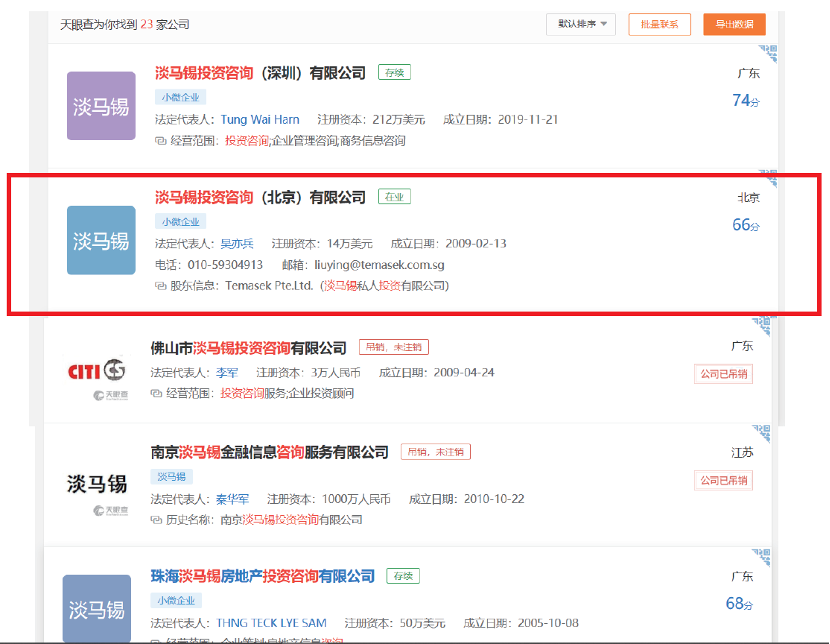 天眼查为你找到 23 家公司
默认排序
批量联系
导出数据
淡马锡
淡马锡投资咨询（深圳）有限公司 存续
小微企业
法定代表人：Tung Wai Harn 注册资本：212万美元 成立日期：2019-11-21
经营范围：投资咨询;企业管理咨询;商务信息咨询
广东
74分
淡马锡
淡马锡投资咨询（北京）有限公司 在业
小微企业
法定代表人：吴亦兵 注册资本：14万美元 成立日期：2009-02-13
电话：010-59304913 邮箱：liuying@temasek.com.sg
股东信息：Temasek Pte.Ltd.（淡马锡私人投资有限公司）
北京
66分
CITI
天眼查
佛山市淡马锡投资咨询有限公司 吊销，未注销
法定代表人：李军 注册资本：3万人民币 成立日期：2009-04-24
经营范围：投资咨询服务;企业投资顾问
广东
公司已吊销
淡马锡
天眼查
南京淡马锡金融信息咨询服务有限公司 吊销，未注销
淡马锡
法定代表人：秦华军 注册资本：1000万人民币 成立日期：2010-10-22
历史名称：南京淡马锡投资咨询有限公司
江苏
公司已吊销
淡马锡
珠海淡马锡房地产投资咨询有限公司 存续
小微企业
法定代表人：THNG TECK LYE SAM 注册资本：50万美元 成立日期：2005-10-08
经营范围：企业策划;房地产信息咨询
广东
68分